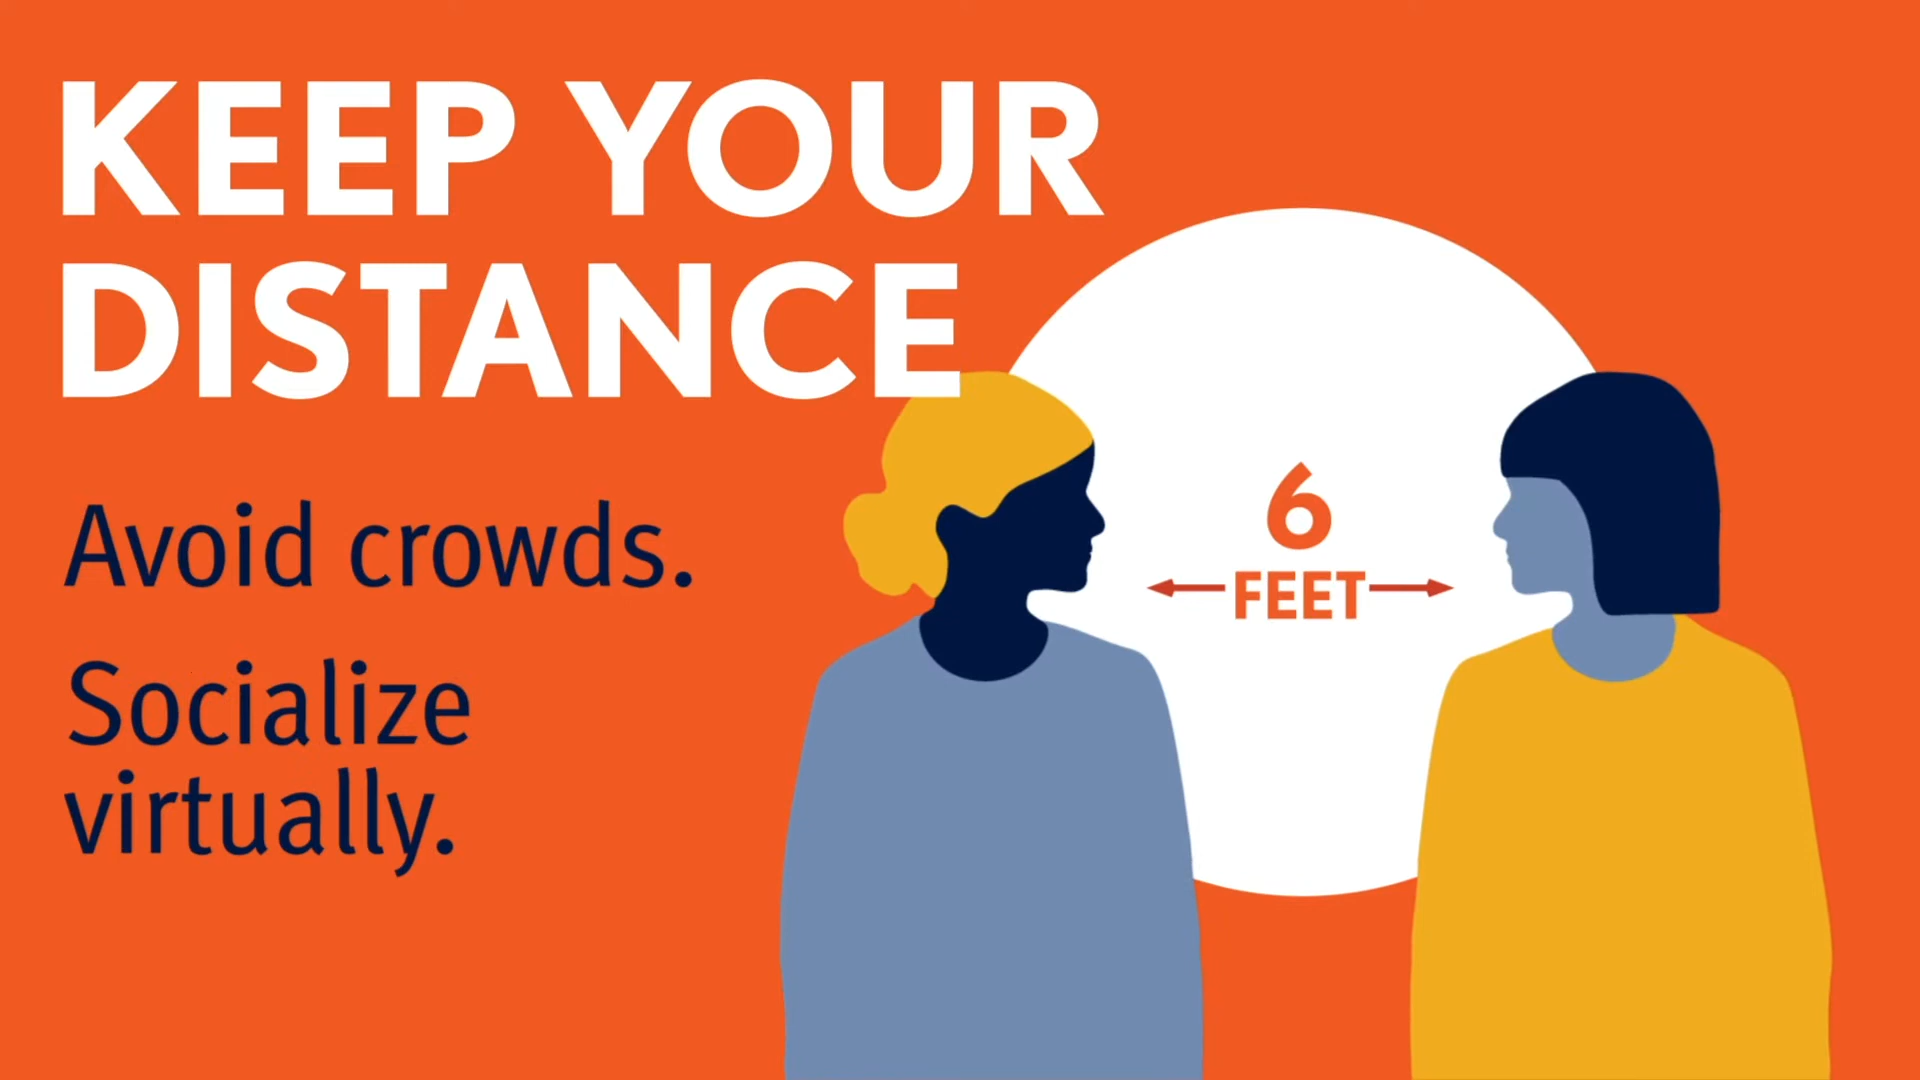 KEEP YOUR
DISTANCE
Avoid crowds.
Socialize
virtually.
6
FEET